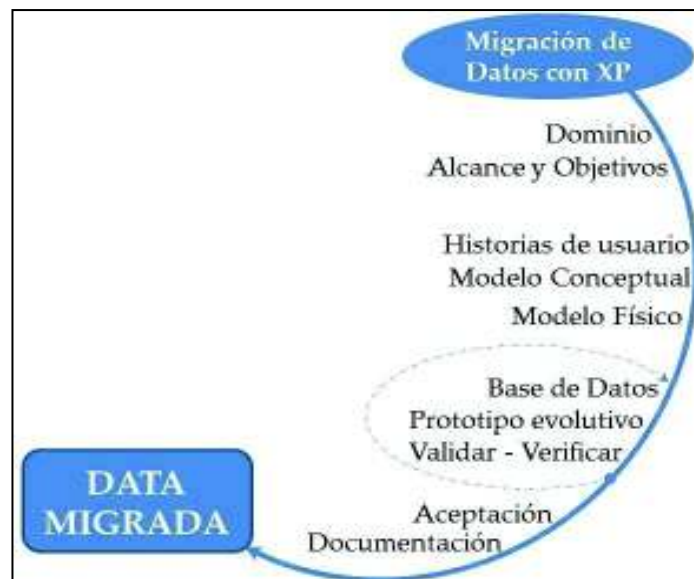 Migración de
Datos con XP
Dominio
Alcance y Objetivos
Historias de usuario
Modelo Conceptual
Modelo Físico
Base de Datos
Prototipo evolutivo
Validar - Verificar
Aceptación
Documentación
DATA
MIGRADA